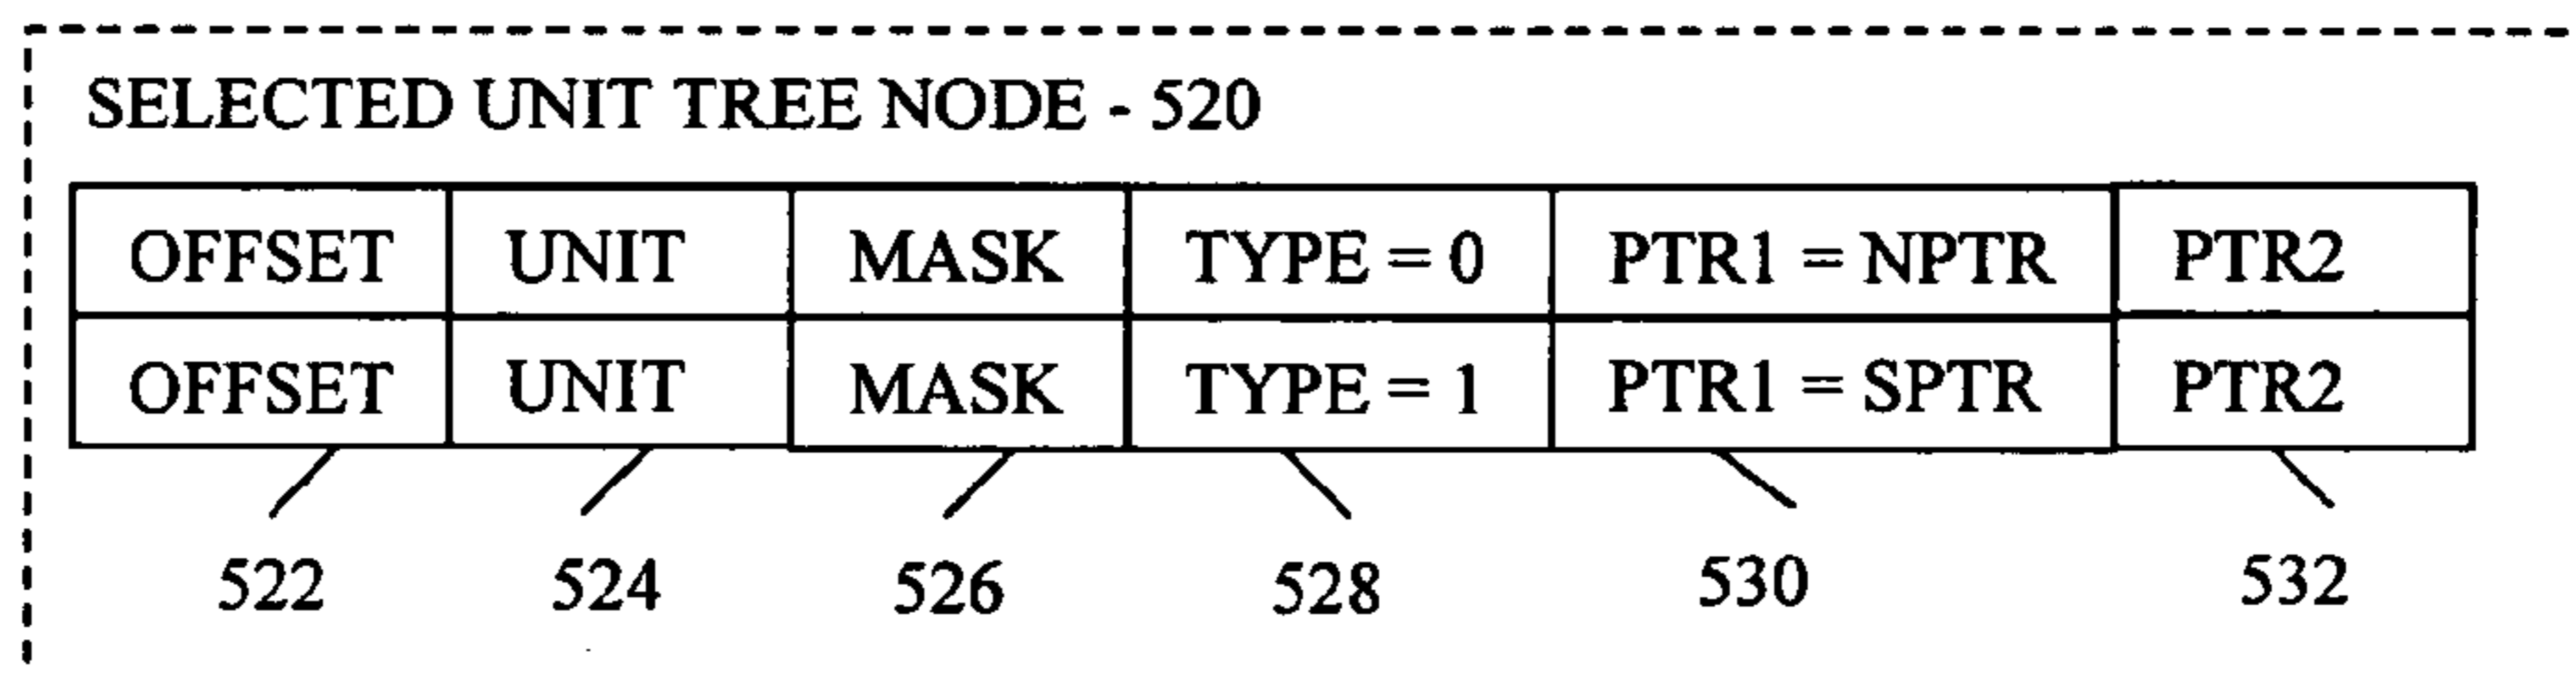 SELECTED UNIT TREE NODE - 520
OFFSET UNIT MASK TYPE = 0 PTR1 = NPTR PTR2
OFFSET UNIT MASK TYPE = 1 PTR1 = SPTR PTR2
522 524 526 528 530 532